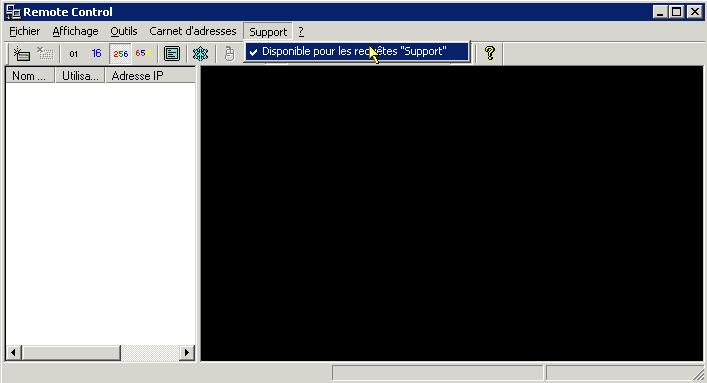 Remote Control
Fichier Affichage Outils Carnet d'adresses Support ?
Disponible pour les requêtes "Support"
01 16 256 65
Nom ... Utilisa... Adresse IP